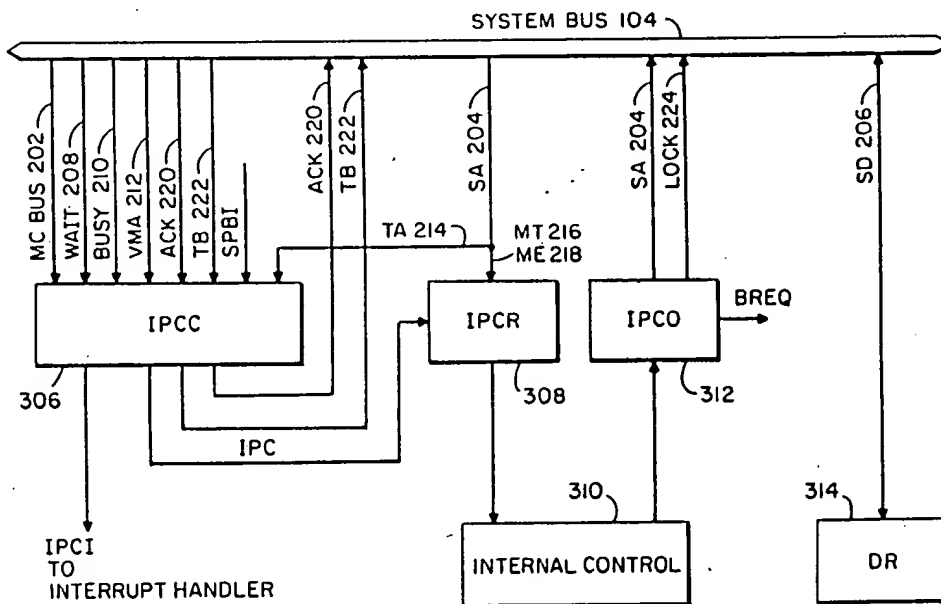 SYSTEM BUS 104
MC BUS 202
WAIT 208
BUSY 210
VMA 212
ACK 220
TB 222
SPBI
ACK 220
TB 222
SA 204
SA 204
LOCK 224
SD 206
TA 214
MT 216
ME 218
BREQ
IPCC
IPCR
IPCO
306
308
312
IPC
310
314
IPCI
TO
INTERRUPT HANDLER
INTERNAL CONTROL
DR